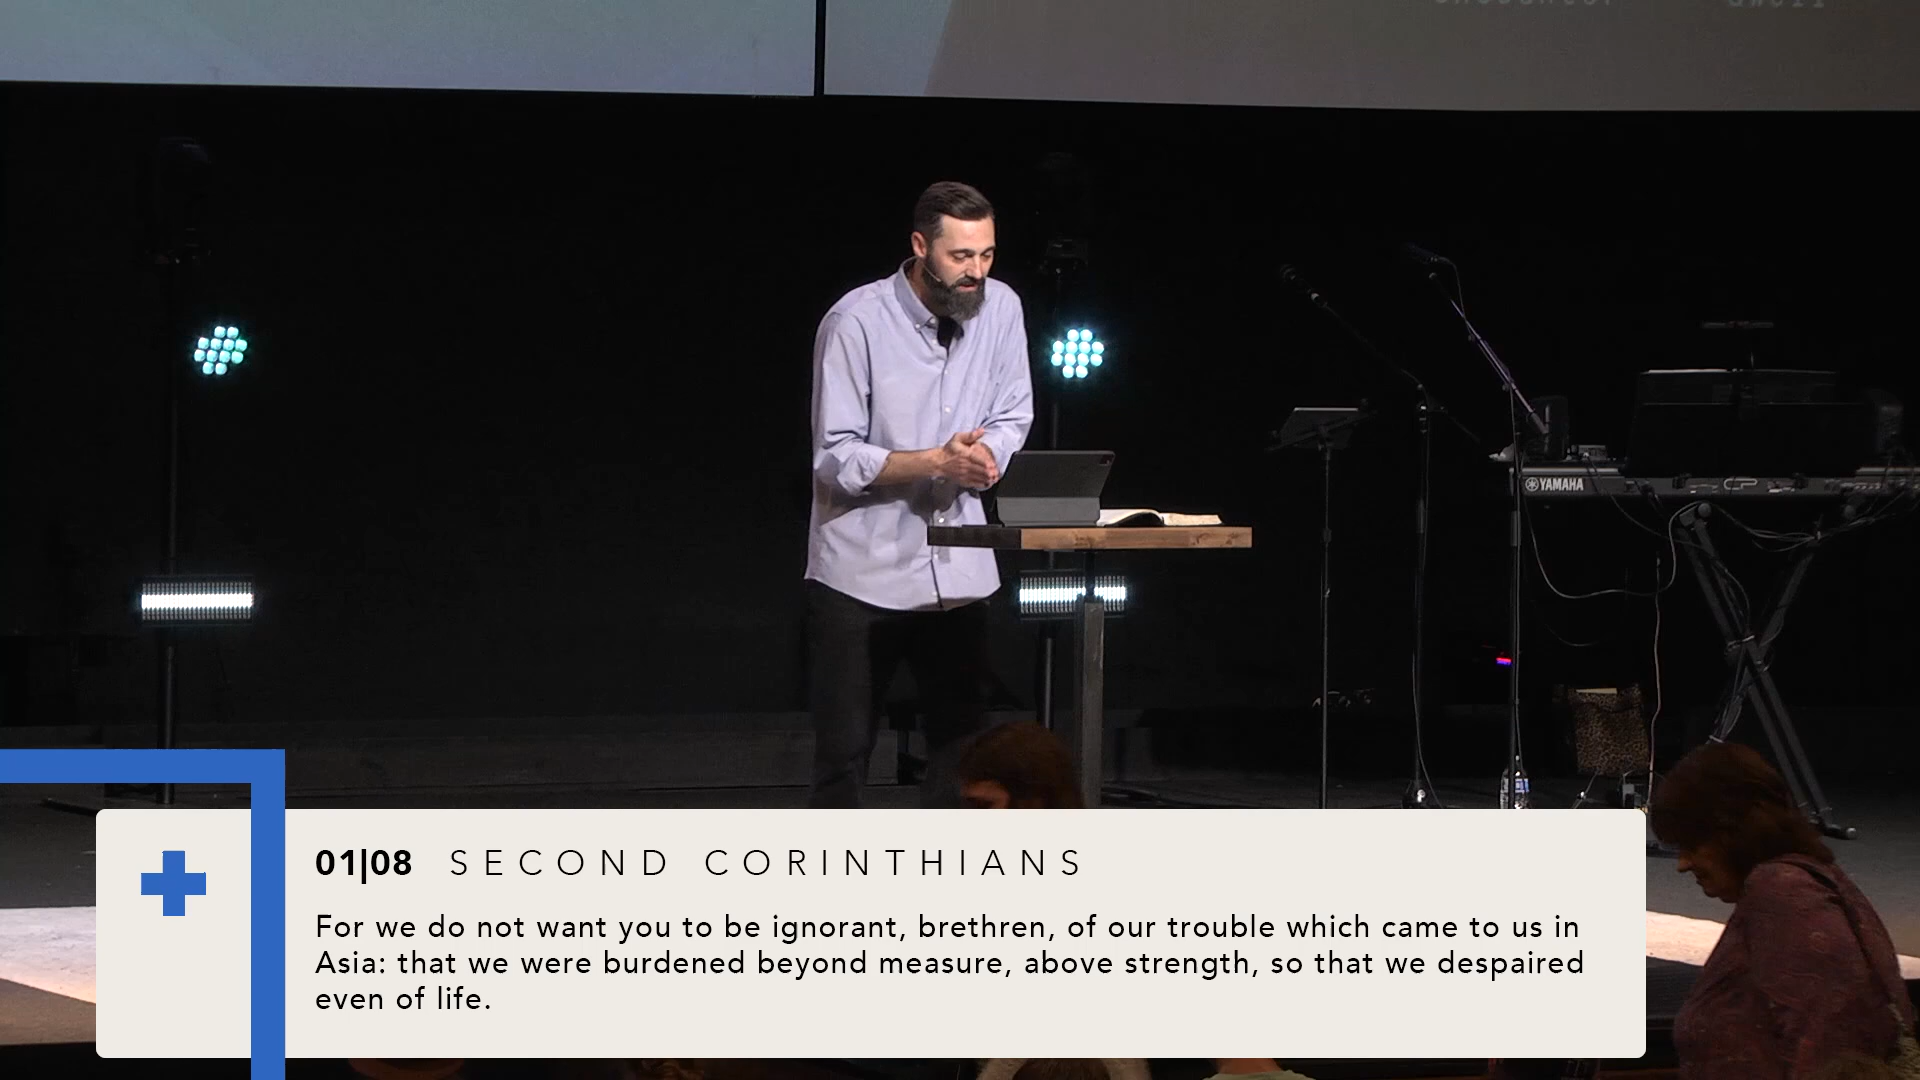 YAMAHA
01|08 SECOND CORINTHIANS
For we do not want you to be ignorant, brethren, of our trouble which came to us in
Asia: that we were burdened beyond measure, above strength, so that we despaired
even of life.